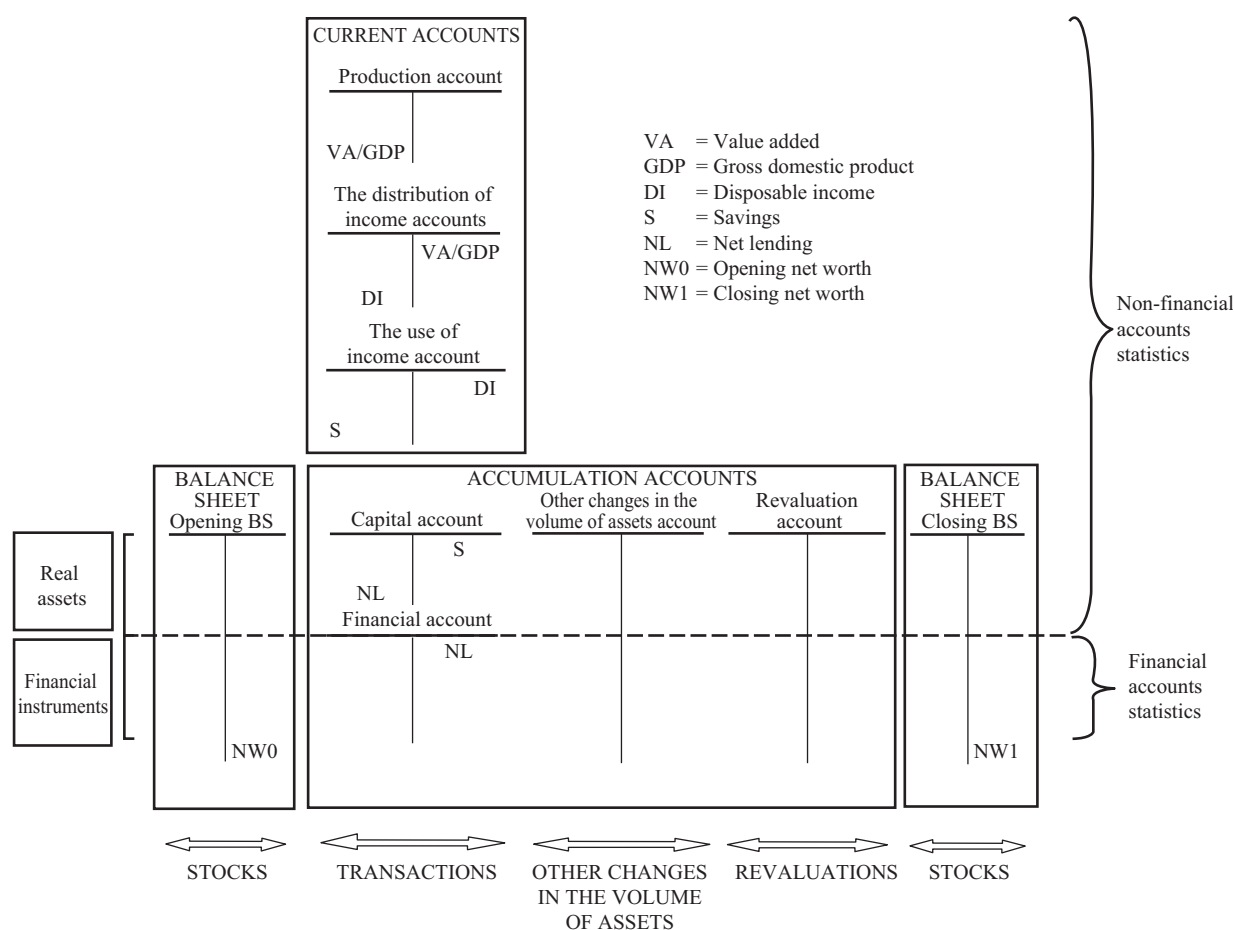 CURRENT ACCOUNTS
Production account
VA/GDP
The distribution of
income accounts
VA/GDP
DI
The use of
income account
DI
S
VA = Value added
GDP = Gross domestic product
DI = Disposable income
S = Savings
NL = Net lending
NW0 = Opening net worth
NW1 = Closing net worth
Non-financial
accounts
statistics
BALANCE
SHEET
Opening BS
NW0
ACCUMULATION ACCOUNTS
Capital account
S
NL
Financial account
NL
Other changes in the
volume of assets account
Revaluation
account
BALANCE
SHEET
Closing BS
NW1
Real
assets
Financial
instruments
Financial
accounts
statistics
STOCKS
TRANSACTIONS
OTHER CHANGES
IN THE VOLUME
OF ASSETS
REVALUATIONS
STOCKS